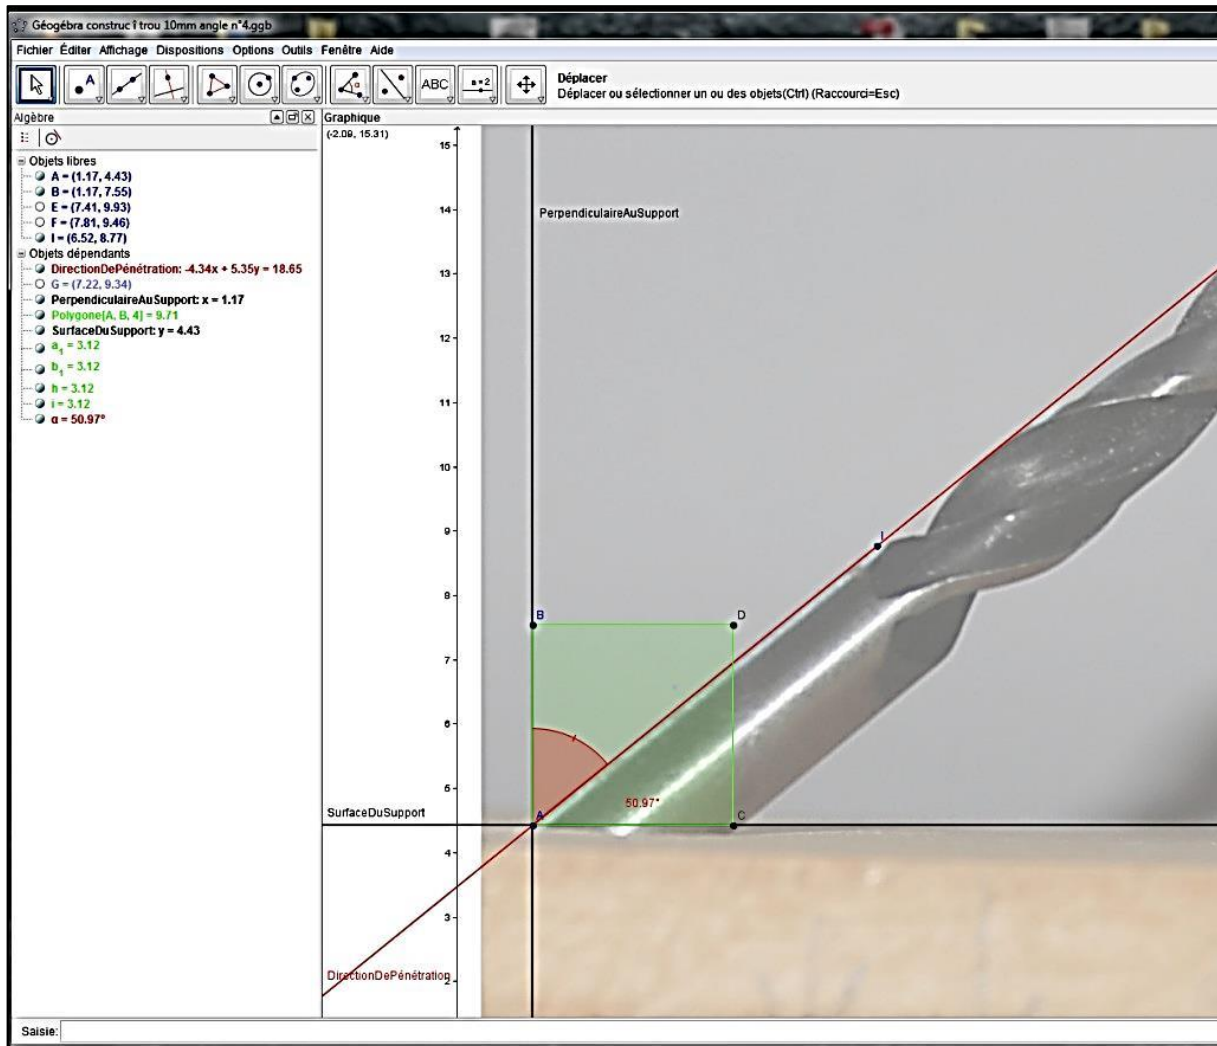 Géogébra construc î trou 10mm angle n°4.ggb
Fichier Éditer Affichage Dispositions Options Outils Fenêtre Aide
A
ABC
a=2
Déplacer
Déplacer ou sélectionner un ou des objets(Ctrl) (Raccourci=Esc)
Algèbre
Graphique
(-2.09, 15.31)
Objets libres
A = (1.17, 4.43)
B = (1.17, 7.55)
E = (7.41, 9.93)
F = (7.81, 9.46)
I = (6.52, 8.77)
Objets dépendants
DirectionDePénétration: -4.34x + 5.35y = 18.65
G = (7.22, 9.34)
PerpendiculaireAuSupport: x = 1.17
Polygone[A, B, 4] = 9.71
SurfaceDuSupport: y = 4.43
a₁ = 3.12
b₁ = 3.12
h = 3.12
i = 3.12
α = 50.97°
15
14
13
12
11
10
9
8
7
6
5
4
3
2
PerpendiculaireAuSupport
I
B
D
50.97°
SurfaceDuSupport
A
C
DirectionDePénétration
Saisie: